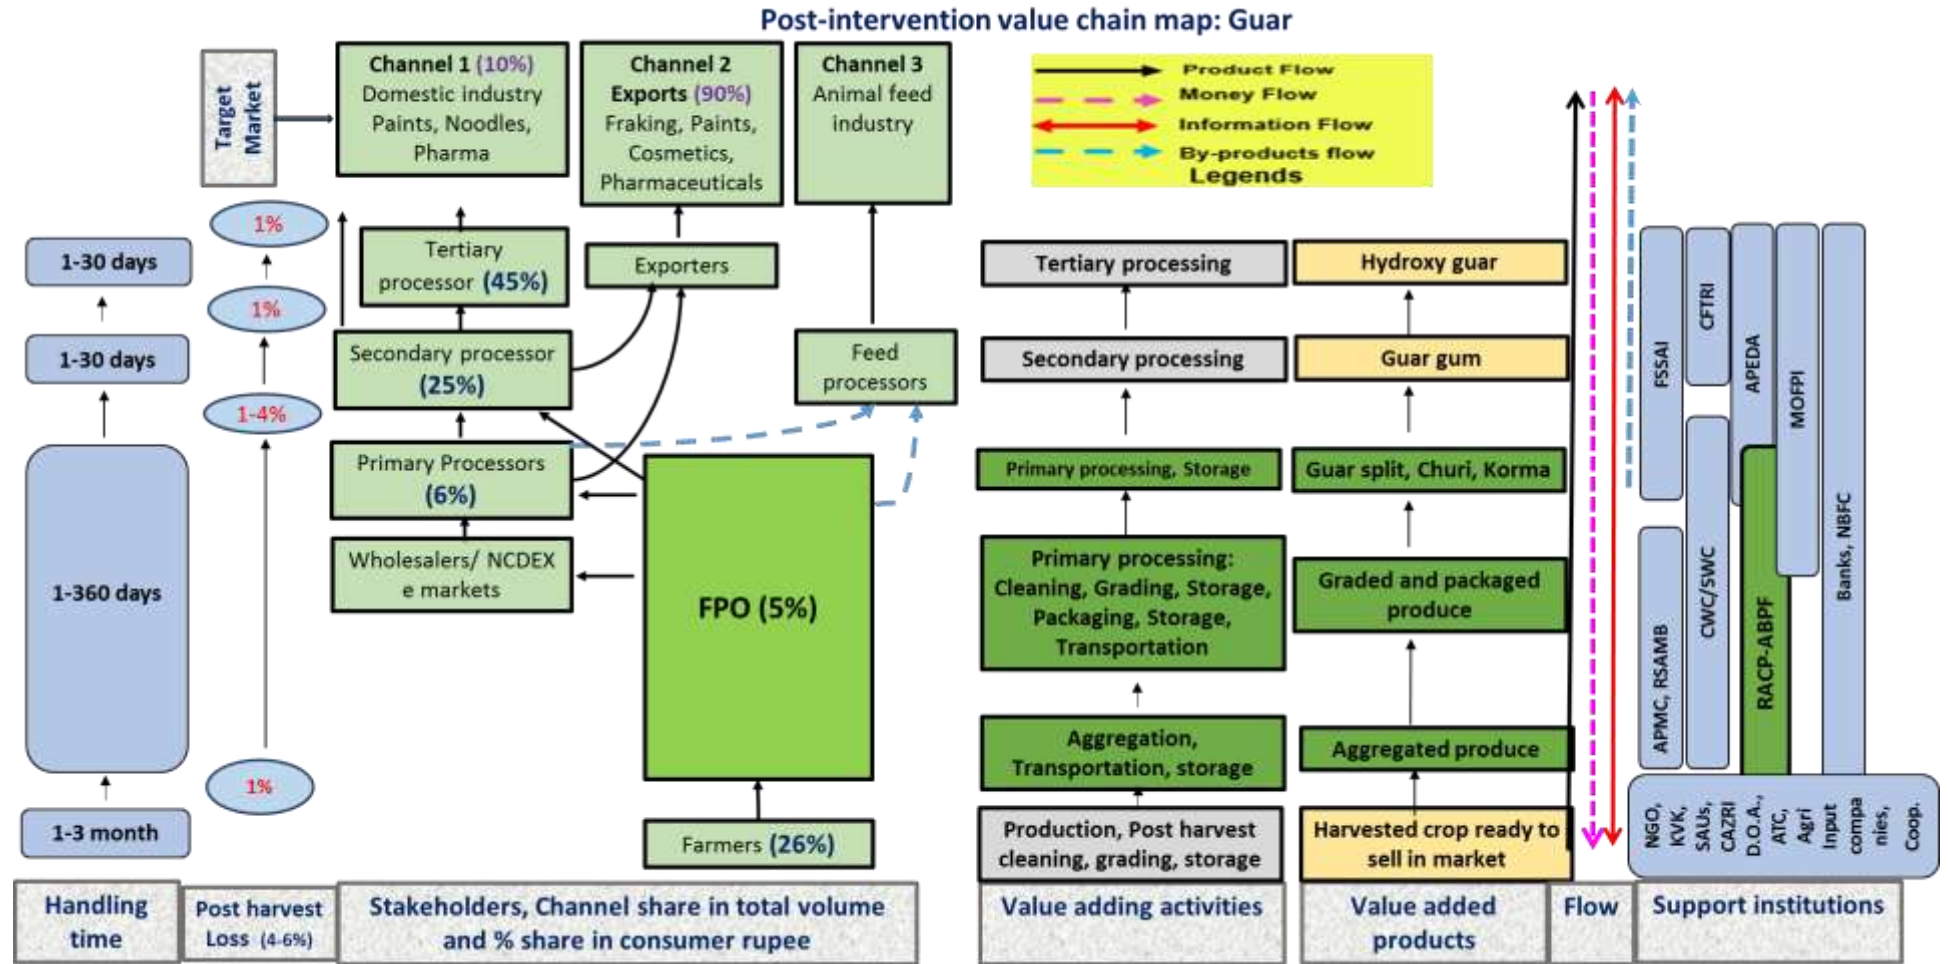 Post-intervention value chain map: Guar
Target
Market
Channel 1 (10%)
Domestic industry
Paints, Noodles,
Pharma
Channel 2
Exports (90%)
Fraking, Paints,
Cosmetics,
Pharmaceuticals
Channel 3
Animal feed
industry
Product Flow
Money Flow
Information Flow
By-products flow
Legends
1-30 days
1-30 days
1-360 days
1-3 month
1%
1%
1-4%
1%
Tertiary
processor (45%)
Exporters
Secondary processor
(25%)
Feed
processors
Primary Processors
(6%)
Wholesalers/ NCDEX
e markets
FPO (5%)
Farmers (26%)
Tertiary processing
Secondary processing
Primary processing, Storage
Primary processing:
Cleaning, Grading, Storage,
Packaging, Storage,
Transportation
Aggregation,
Transportation, storage
Production, Post harvest
cleaning, grading, storage
Hydroxy guar
Guar gum
Guar split, Churi, Korma
Graded and packaged
produce
Aggregated produce
Harvested crop ready to
sell in market
FSSAI
CFTRI
APEDA
MOFPI
Banks, NBFC
APMC, RSAMB
CWC/SWC
RACP-ABPF
NGO,
KVK,
SAUs,
CAZRI
D.O.A.,
ATC,
Agri
Input
compa
nies,
Coop.
Handling
time
Post harvest
Loss (4-6%)
Stakeholders, Channel share in total volume
and % share in consumer rupee
Value adding activities
Value added
products
Flow
Support institutions